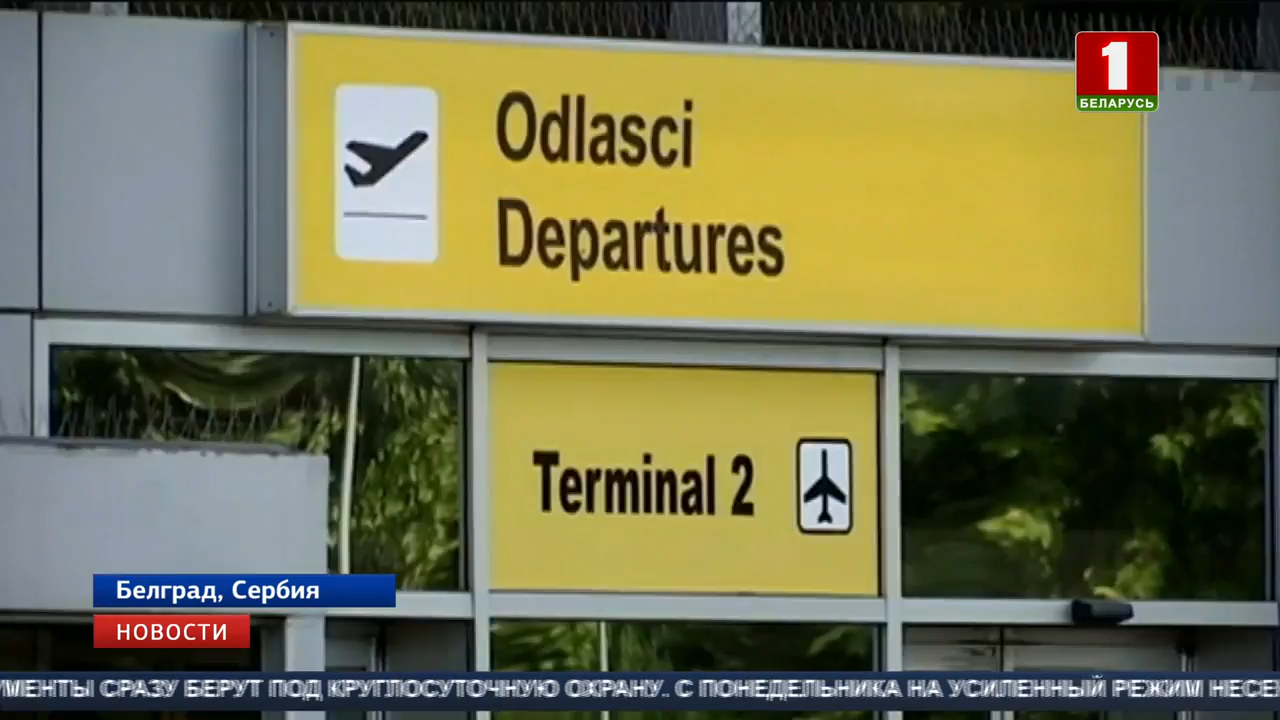 1
БЕЛАРУСЬ
Odlasci
Departures
Terminal 2
Белград, Сербия
НОВОСТИ
СРАЗУ БЕРУТ ПОД КРУГЛОСУТОЧНУЮ ОХРАНУ. С ПОНЕДЕЛЬНИКА НА УСИЛЕННЫЙ РЕЖИМ